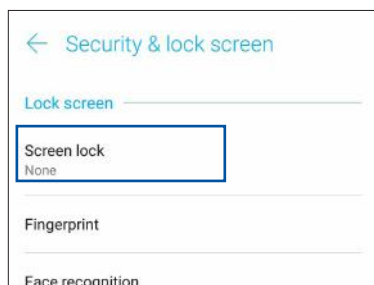 Security & lock screen
Lock screen
Screen lock
None
Fingerprint
Face recognition